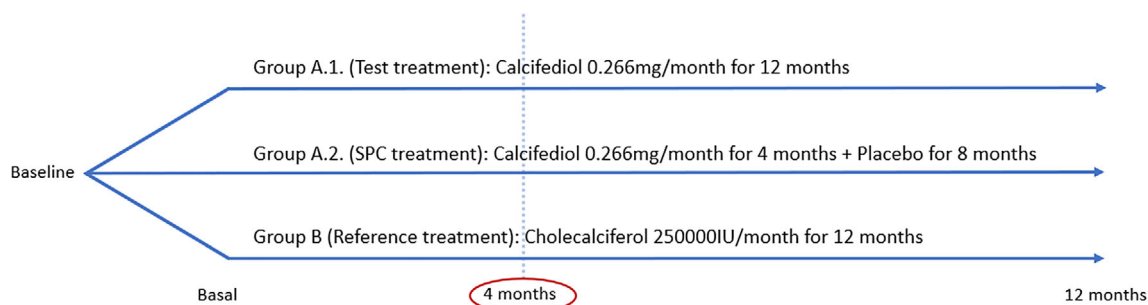 Group A.1. (Test treatment): Calcifediol 0.266mg/month for 12 months
Group A.2. (SPC treatment): Calcifediol 0.266mg/month for 4 months + Placebo for 8 months
Baseline
Group B (Reference treatment): Cholecalciferol 250000IU/month for 12 months
Basal
4 months
12 months